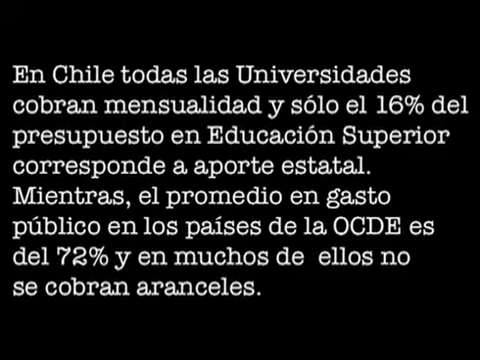 En Chile todas las Universidades
cobran mensualidad y sólo el 16% del
presupuesto en Educación Superior
corresponde a aporte estatal.
Mientras, el promedio en gasto
público en los países de la OCDE es
del 72% y en muchos de ellos no
se cobran aranceles.